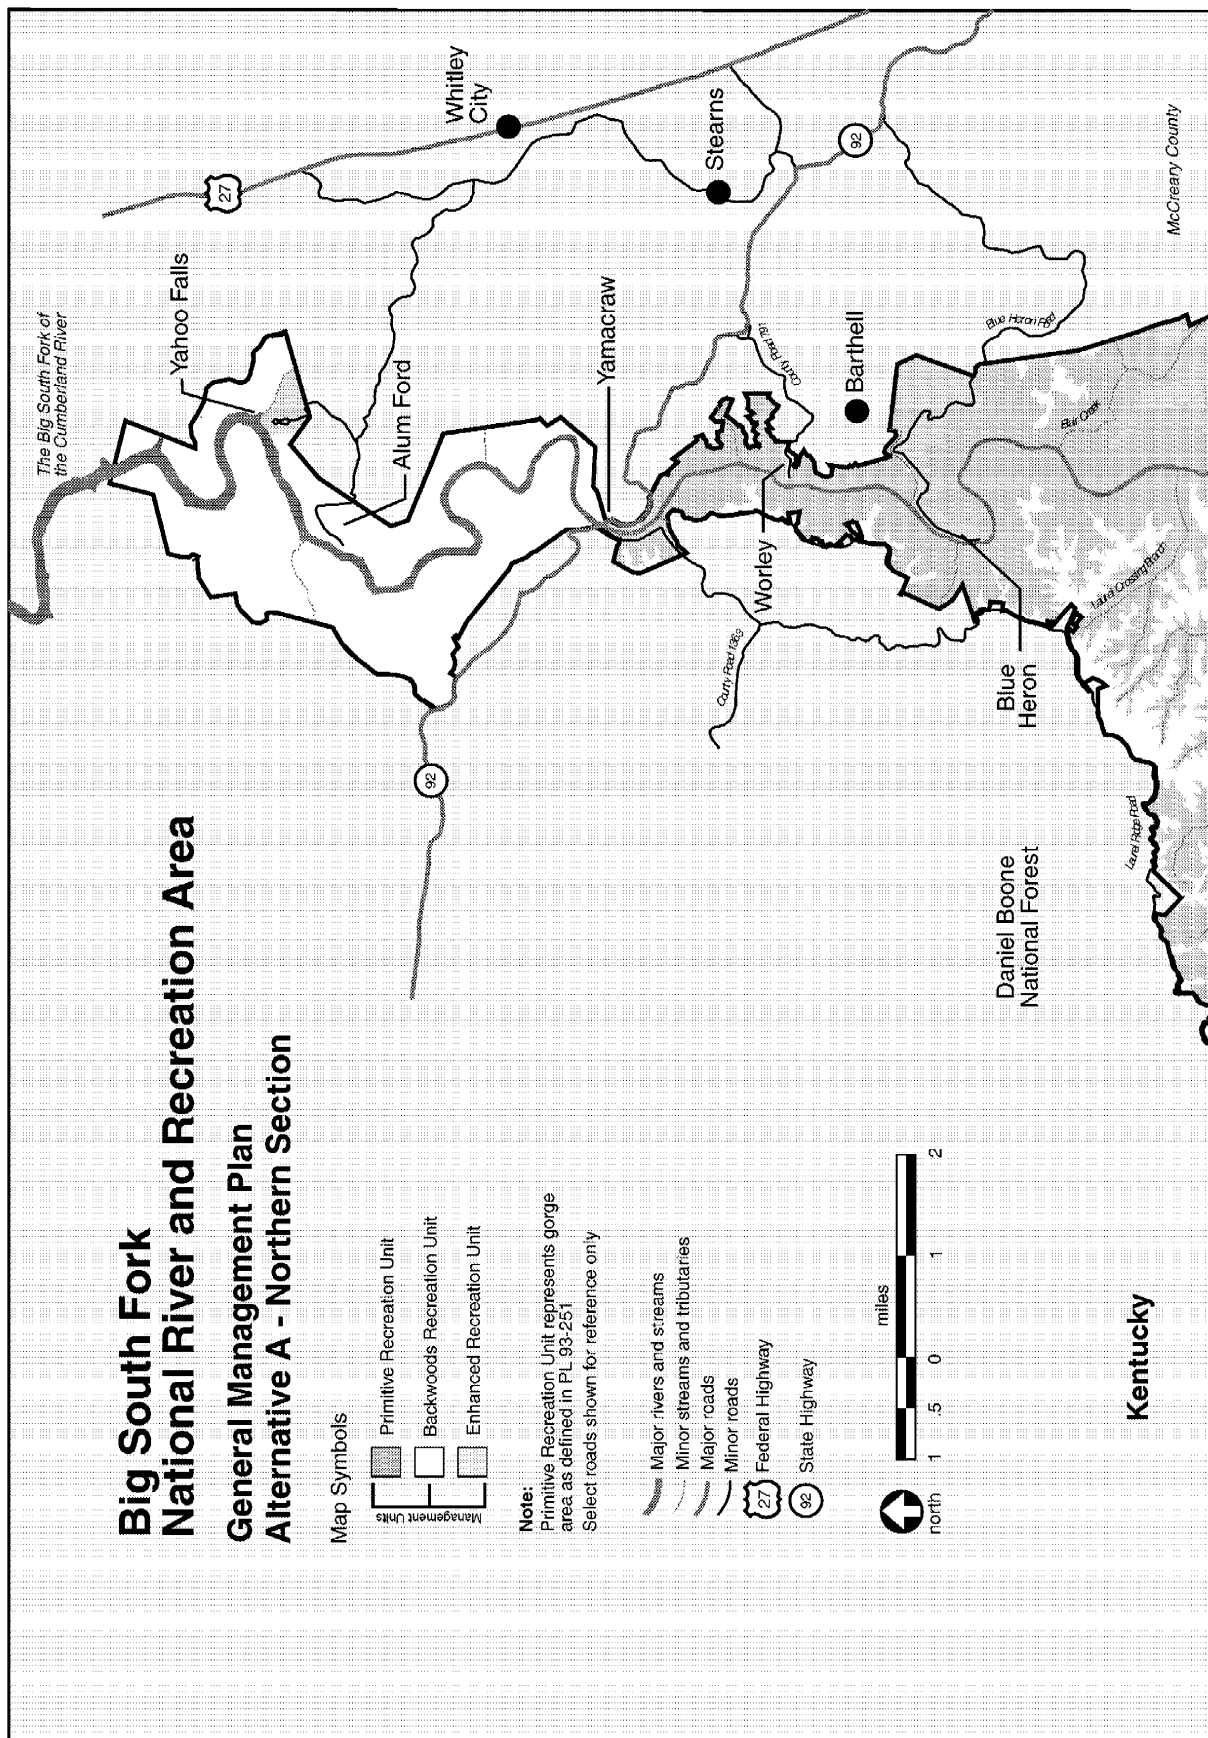 Big South Fork
National River and Recreation Area
General Management Plan
Alternative A - Northern Section
Map Symbols
Management Units
Primitive Recreation Unit
Backwoods Recreation Unit
Enhanced Recreation Unit
Note:
Primitive Recreation Unit represents gorge
area as defined in PL 93-251
Select roads shown for reference only
Major rivers and streams
Minor streams and tributaries
Major roads
Minor roads
27 Federal Highway
92 State Highway
north
miles
1 .5 0 1 2
Kentucky
The Big South Fork of
the Cumberland River
Yahoo Falls
Alum Ford
27
Whitley
City
Yamacraw
Stearns
92
92
County Road 791
Worley
Barthell
County Road 1363
Blue
Heron
Blue Heron Road
Blair Creek
Laurel Crossing Branch
Laurel Ridge Road
Daniel Boone
National Forest
McCreary County